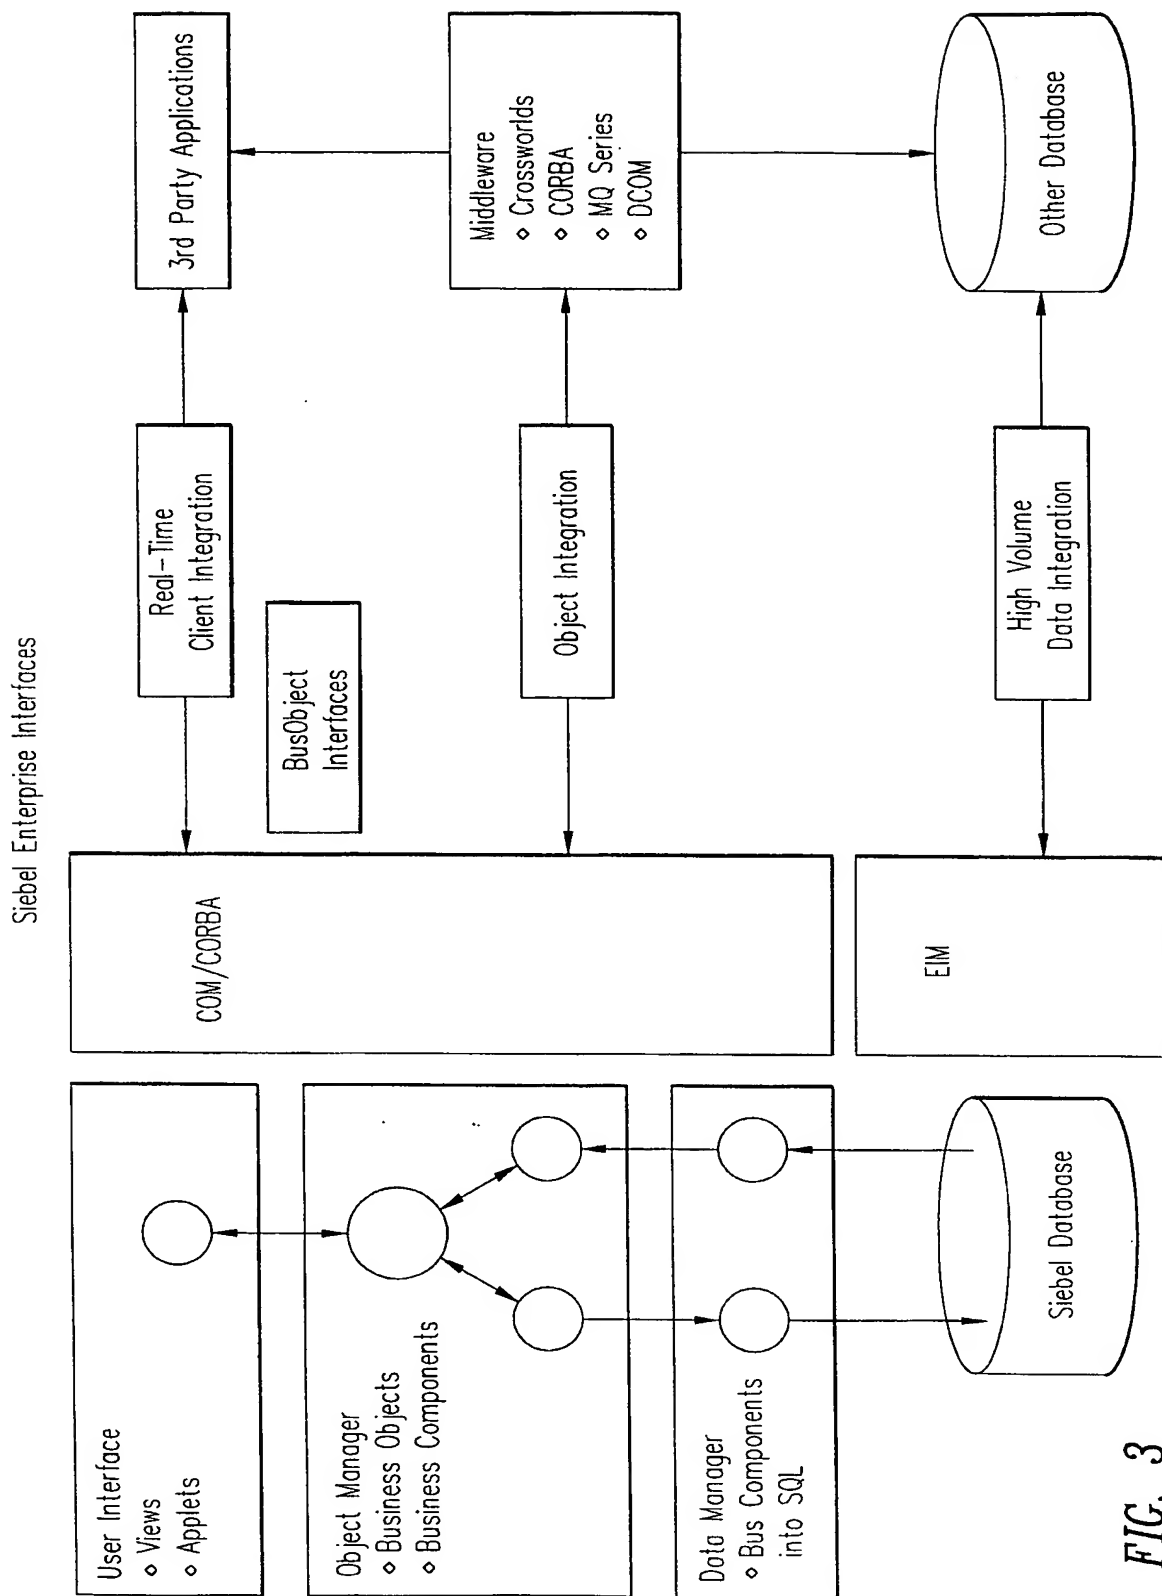 Siebel Enterprise Interfaces
User Interface
⋄ Views
⋄ Applets
Object Manager
⋄ Business Objects
⋄ Business Components
Data Manager
⋄ Bus Components
into SQL
Siebel Database
COM/CORBA
EIM
Real-Time
Client Integration
BusObject
Interfaces
Object Integration
High Volume
Data Integration
3rd Party Applications
Middleware
⋄ Crossworlds
⋄ CORBA
⋄ MQ Series
⋄ DCOM
Other Database
FIG. 3